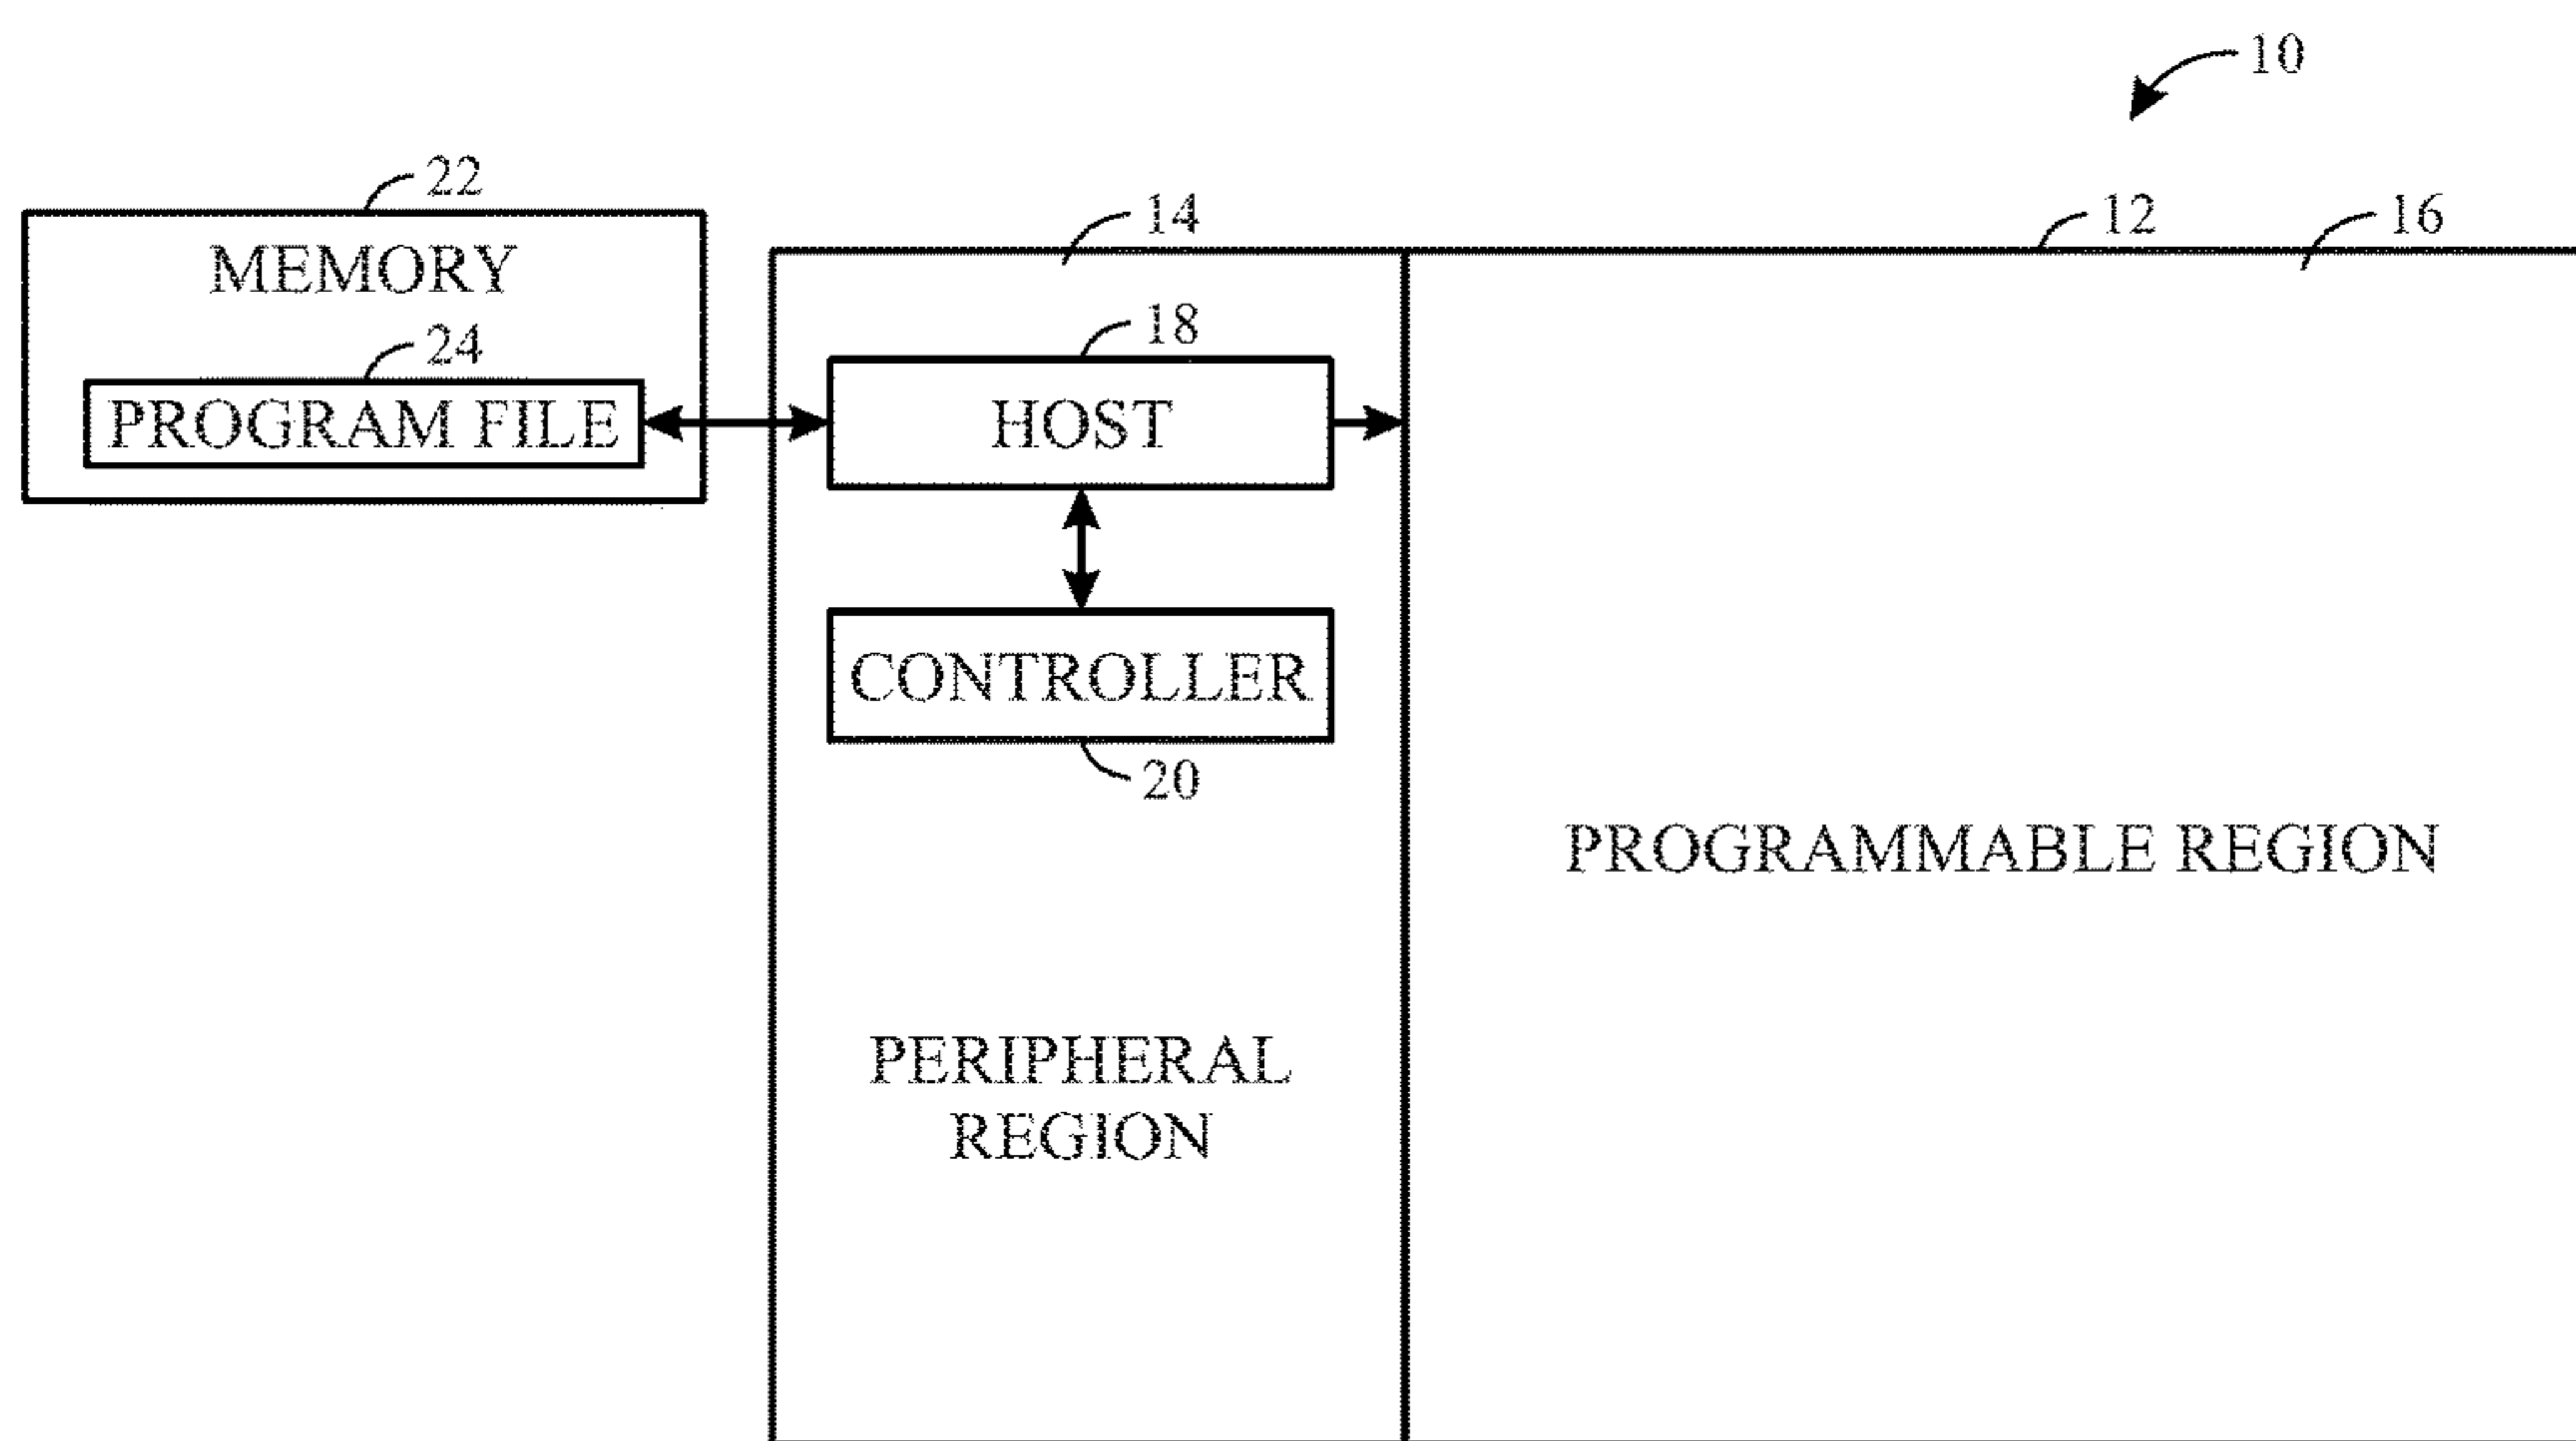 10
22
14
12
16
MEMORY
18
24
PROGRAM FILE
HOST
CONTROLLER
20
PROGRAMMABLE REGION
PERIPHERAL
REGION